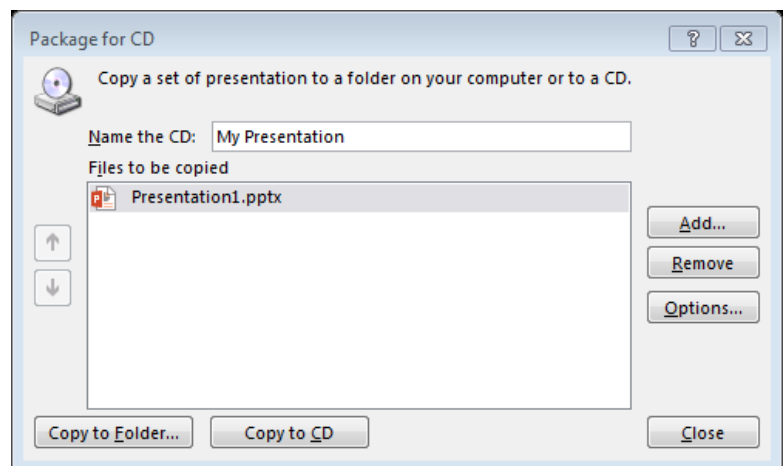 Package for CD
Copy a set of presentation to a folder on your computer or to a CD.
Name the CD: My Presentation
Files to be copied
Presentation1.pptx
Add...
Remove
Options...
Copy to Folder... Copy to CD Close